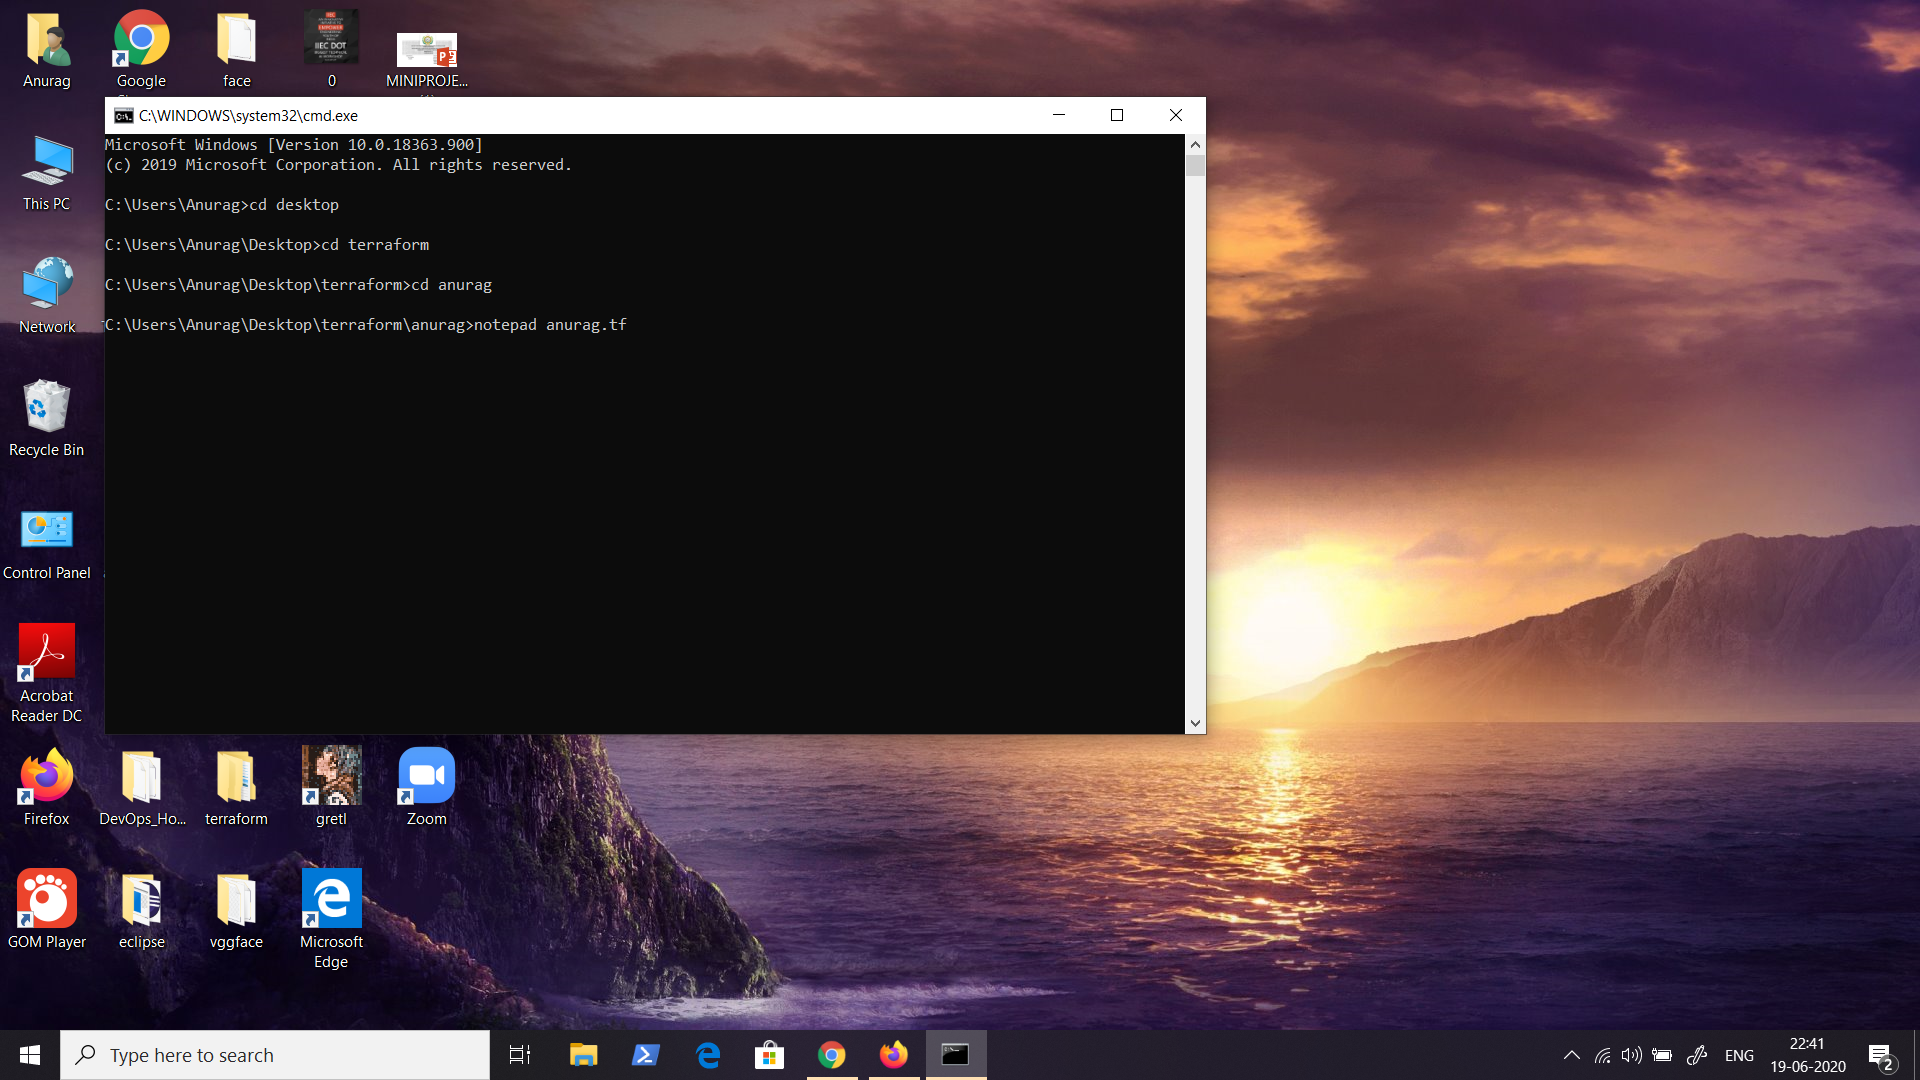 Anurag
Google
face
0
MINIPROJE...
IIEC DOT
C:\WINDOWS\system32\cmd.exe
Microsoft Windows [Version 10.0.18363.900]
(c) 2019 Microsoft Corporation. All rights reserved.
C:\Users\Anurag>cd desktop
C:\Users\Anurag\Desktop>cd terraform
C:\Users\Anurag\Desktop\terraform>cd anurag
C:\Users\Anurag\Desktop\terraform\anurag>notepad anurag.tf
This PC
Network
Recycle Bin
Control Panel
Acrobat
Reader DC
Firefox
DevOps_Ho...
terraform
gretl
Zoom
GOM Player
eclipse
vggface
Microsoft
Edge
Type here to search
ENG
22:41
19-06-2020
2